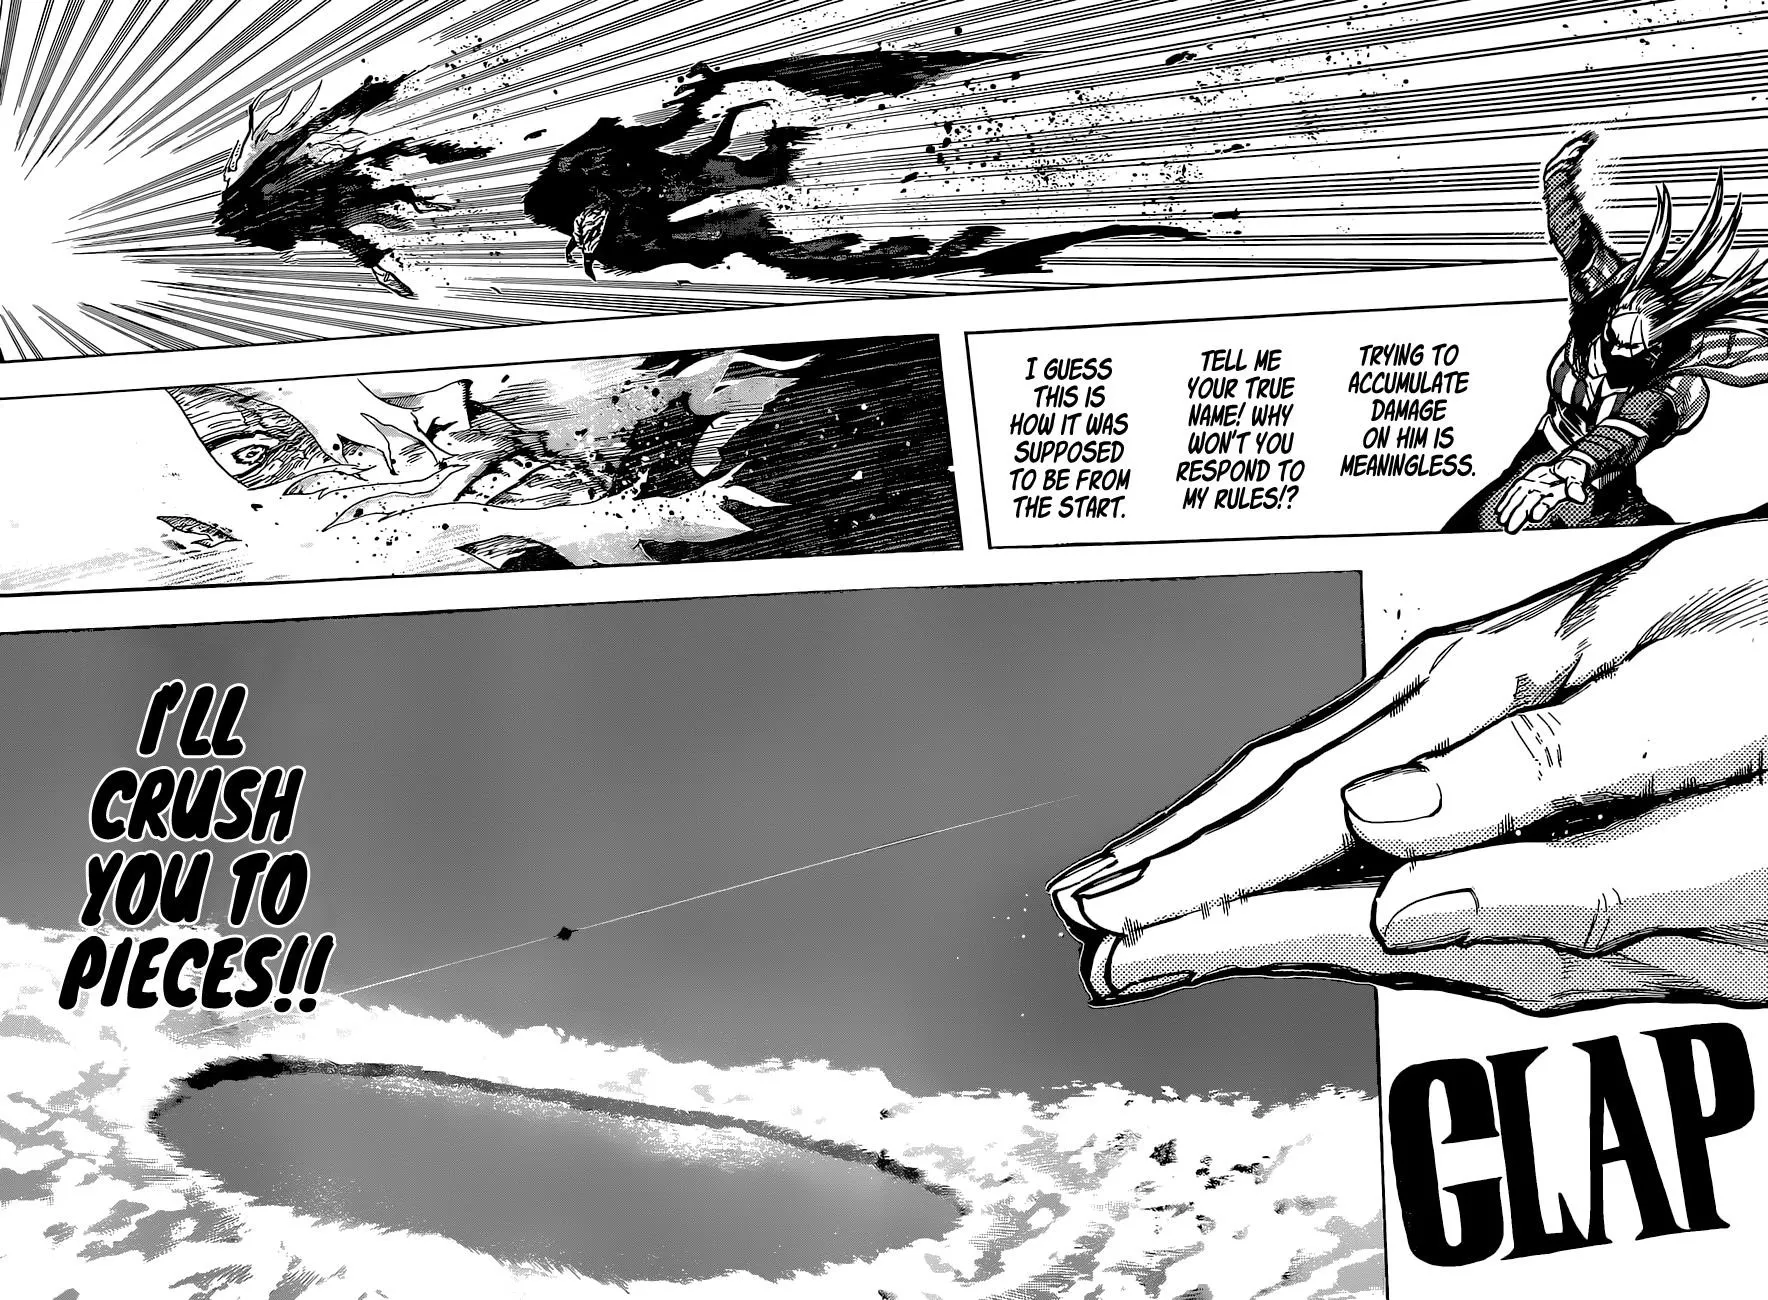 TRYING TO
ACCUMULATE
DAMAGE
ON HIM IS
MEANINGLESS.
TELL ME
YOUR TRUE
NAME! WHY
WON'T YOU
RESPOND TO
MY RULES!?
I GUESS
THIS IS
HOW IT WAS
SUPPOSED
TO BE FROM
THE START.
CLAP
I'LL
CRUSH
YOU TO
PIECES!!